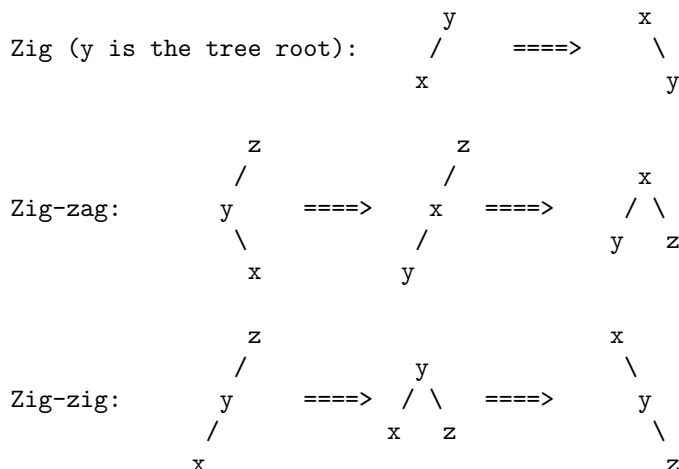 y x
Zig (y is the tree root): / ====> \
x y
z z
/ / x
Zig-zag: y ====> x ====> / \
\ / y z
x y
z x
/ y \
Zig-zig: y ====> / \ ====> y
/ x z \
x z